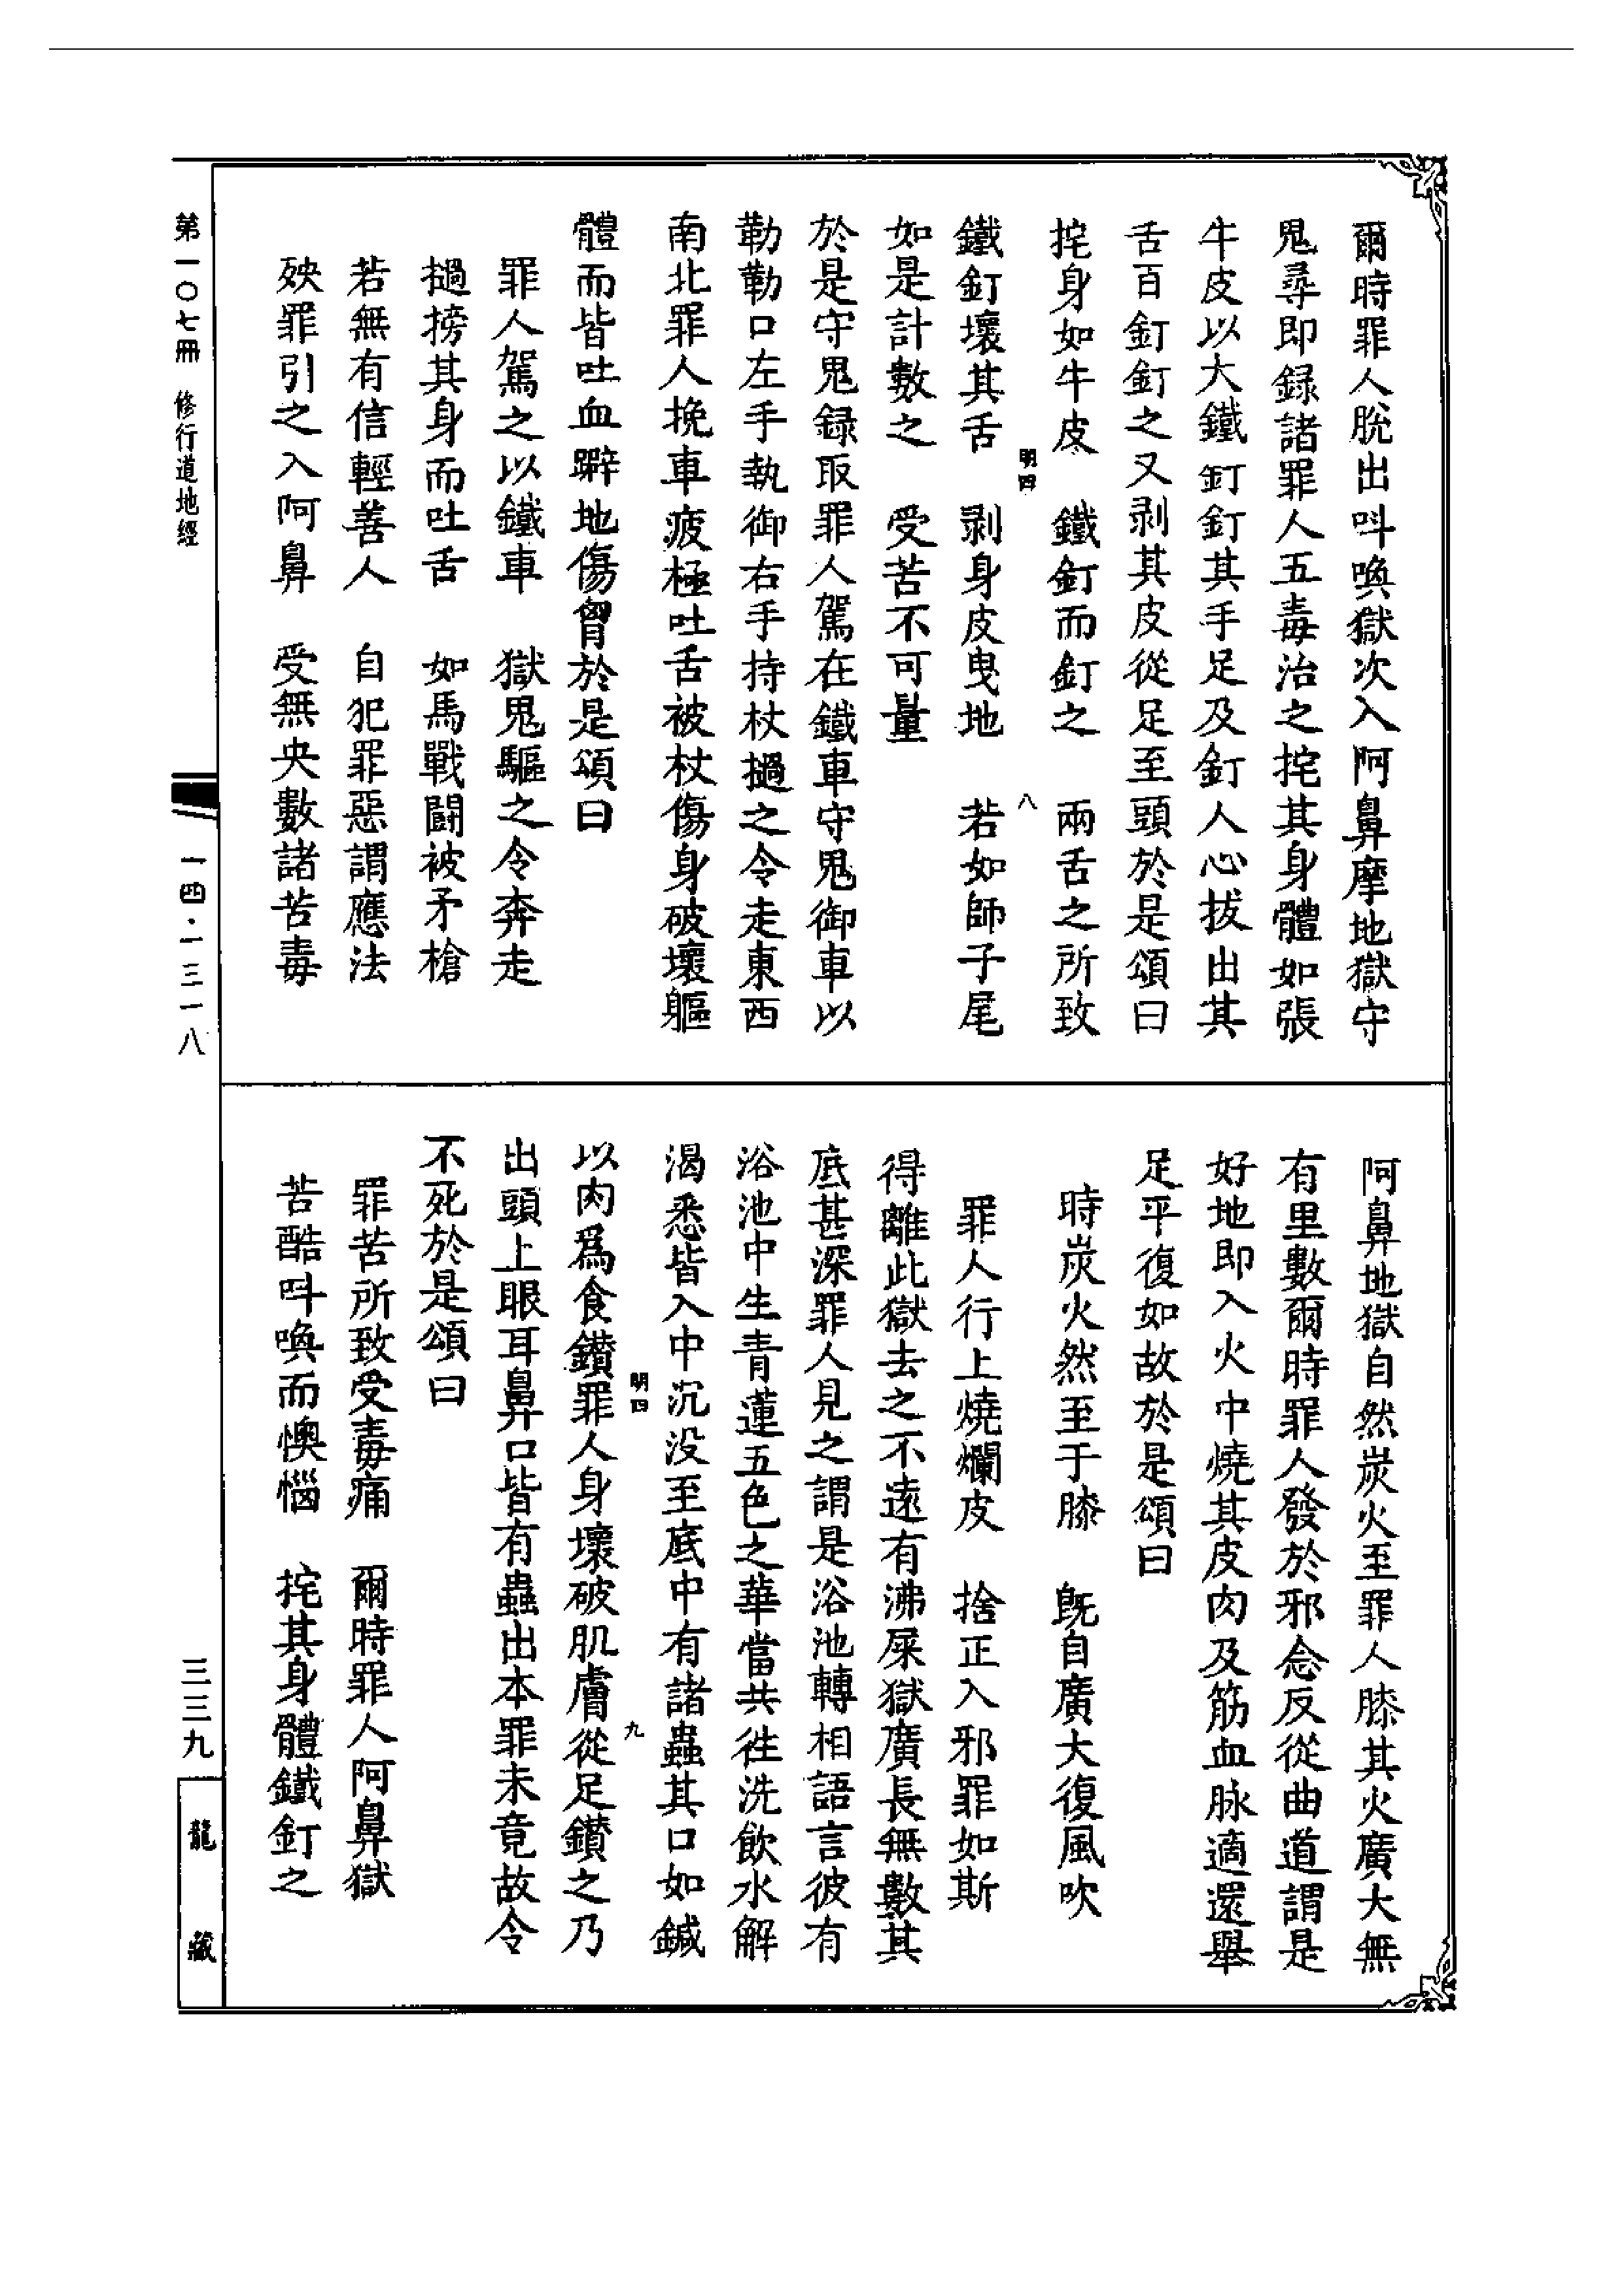 爾時罪人脫出呌喚獄次入阿鼻摩地獄守
鬼尋即録諸罪人五毒治之挓其身體如張
牛皮以大鐵釘釘其手足及釘人心拔出其
舌百釘釘之又剥其皮從足至頭於是頌曰
挓身如牛皮　鐵釘而釘之　兩舌之所致
明四　八
鐵釘壞其舌　剥身皮曳地　若如師子尾
如是計數之　受苦不可量
於是守鬼録取罪人駕在鐵車守鬼御車以
勒勒口左手執御右手持杖撾之令走東西
南北罪人挽車疲極吐舌被杖傷身破壞軀
體而皆吐血躃地傷胷於是頌曰
罪人駕之以鐵車　獄鬼驅之令奔走
撾搒其身而吐舌　如馬戰鬪被矛槍
若無有信輕善人　自犯罪惡謂應法
殃罪引之入阿鼻　受無央數諸苦毒
阿鼻地獄自然炭火至罪人膝其火廣大無
有里數爾時罪人發於邪念反從曲道謂是
好地即入火中燒其皮肉及筋血脉適還舉
足平復如故於是頌曰
時炭火然至于膝　旣自廣大復風吹
罪人行上燒爛皮　捨正入邪罪如斯
得離此獄去之不遠有沸屎獄廣長無數其
底甚深罪人見之謂是浴池轉相語言彼有
浴池中生青蓮五色之華當共徃洗飲水解
渴悉皆入中沉没至底中有諸蟲其口如鍼
明四　九
以肉爲食鑽罪人身壞破肌膚從足鑽之乃
出頭上眼耳鼻口皆有蟲出本罪未竟故令
不死於是頌曰
罪苦所致受毒痛　爾時罪人阿鼻獄
苦酷呌喚而懊惱　挓其身體鐵釘之
第一〇七冊　修行道地經
一四·一三一八
三三九
龍藏